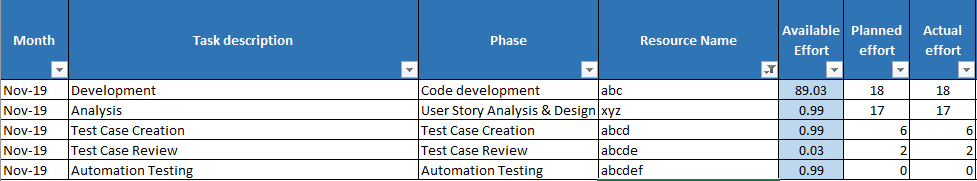 Month Task description Phase Resource Name Available Effort Planned effort Actual effort
Nov-19 Development Code development abc 89.03 18 18
Nov-19 Analysis User Story Analysis & Design xyz 0.99 17 17
Nov-19 Test Case Creation Test Case Creation abcd 0.99 6 6
Nov-19 Test Case Review Test Case Review abcde 0.03 2 2
Nov-19 Automation Testing Automation Testing abcdef 0.99 0 0